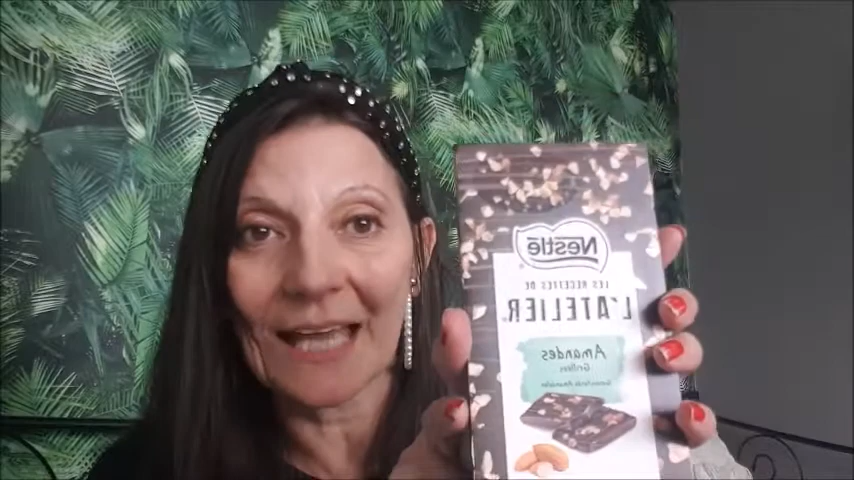 Nestlé
LES RECETTES DE
L'ATELIER®
Amandes
Grillées